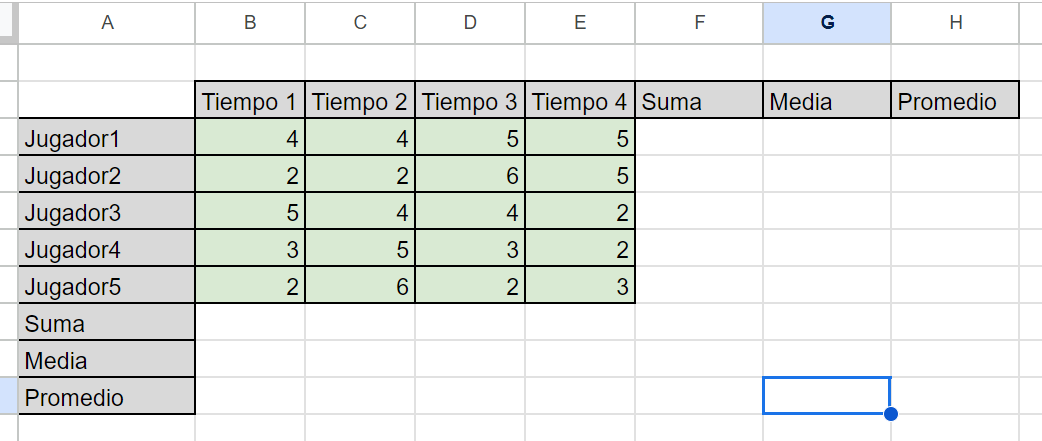 A B C D E F G H
Tiempo 1 Tiempo 2 Tiempo 3 Tiempo 4 Suma Media Promedio
Jugador1 4 4 5 5
Jugador2 2 2 6 5
Jugador3 5 4 4 2
Jugador4 3 5 3 2
Jugador5 2 6 2 3
Suma
Media
Promedio